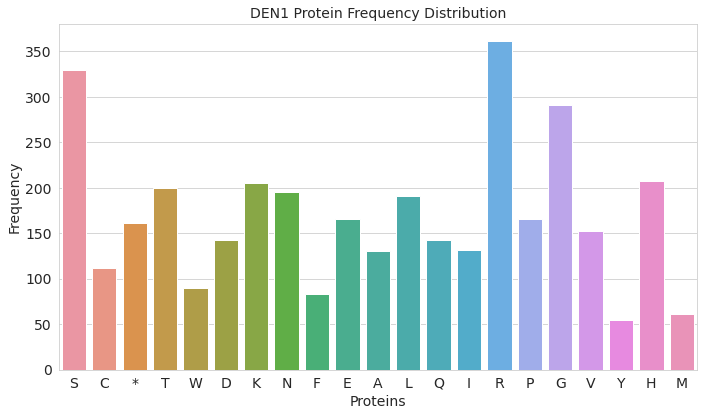 DEN1 Protein Frequency Distribution
Frequency
350
300
250
200
150
100
50
0
S C * T W D K N F E A L Q I R P G V Y H M
Proteins